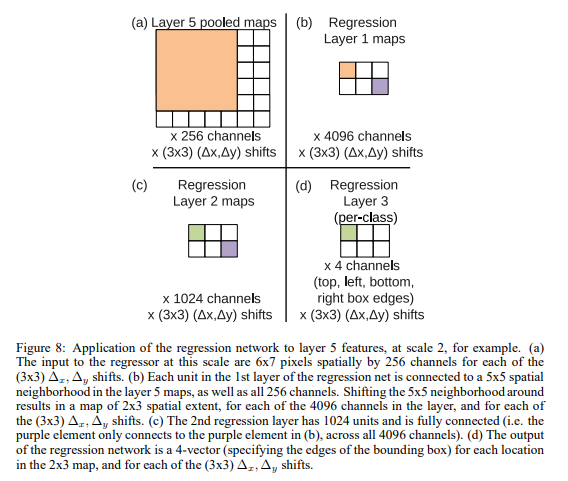 (a) Layer 5 pooled maps
x 256 channels
x (3x3) (Δx,Δy) shifts
(b) Regression
Layer 1 maps
x 4096 channels
x (3x3) (Δx,Δy) shifts
(c) Regression
Layer 2 maps
x 1024 channels
x (3x3) (Δx,Δy) shifts
(d) Regression
Layer 3
(per-class)
x 4 channels
(top, left, bottom,
right box edges)
x (3x3) (Δx,Δy) shifts
Figure 8: Application of the regression network to layer 5 features, at scale 2, for example. (a)
The input to the regressor at this scale are 6x7 pixels spatially by 256 channels for each of the
(3x3) Δx, Δy shifts. (b) Each unit in the 1st layer of the regression net is connected to a 5x5 spatial
neighborhood in the layer 5 maps, as well as all 256 channels. Shifting the 5x5 neighborhood around
results in a map of 2x3 spatial extent, for each of the 4096 channels in the layer, and for each of
the (3x3) Δx, Δy shifts. (c) The 2nd regression layer has 1024 units and is fully connected (i.e. the
purple element only connects to the purple element in (b), across all 4096 channels). (d) The output
of the regression network is a 4-vector (specifying the edges of the bounding box) for each location
in the 2x3 map, and for each of the (3x3) Δx, Δy shifts.